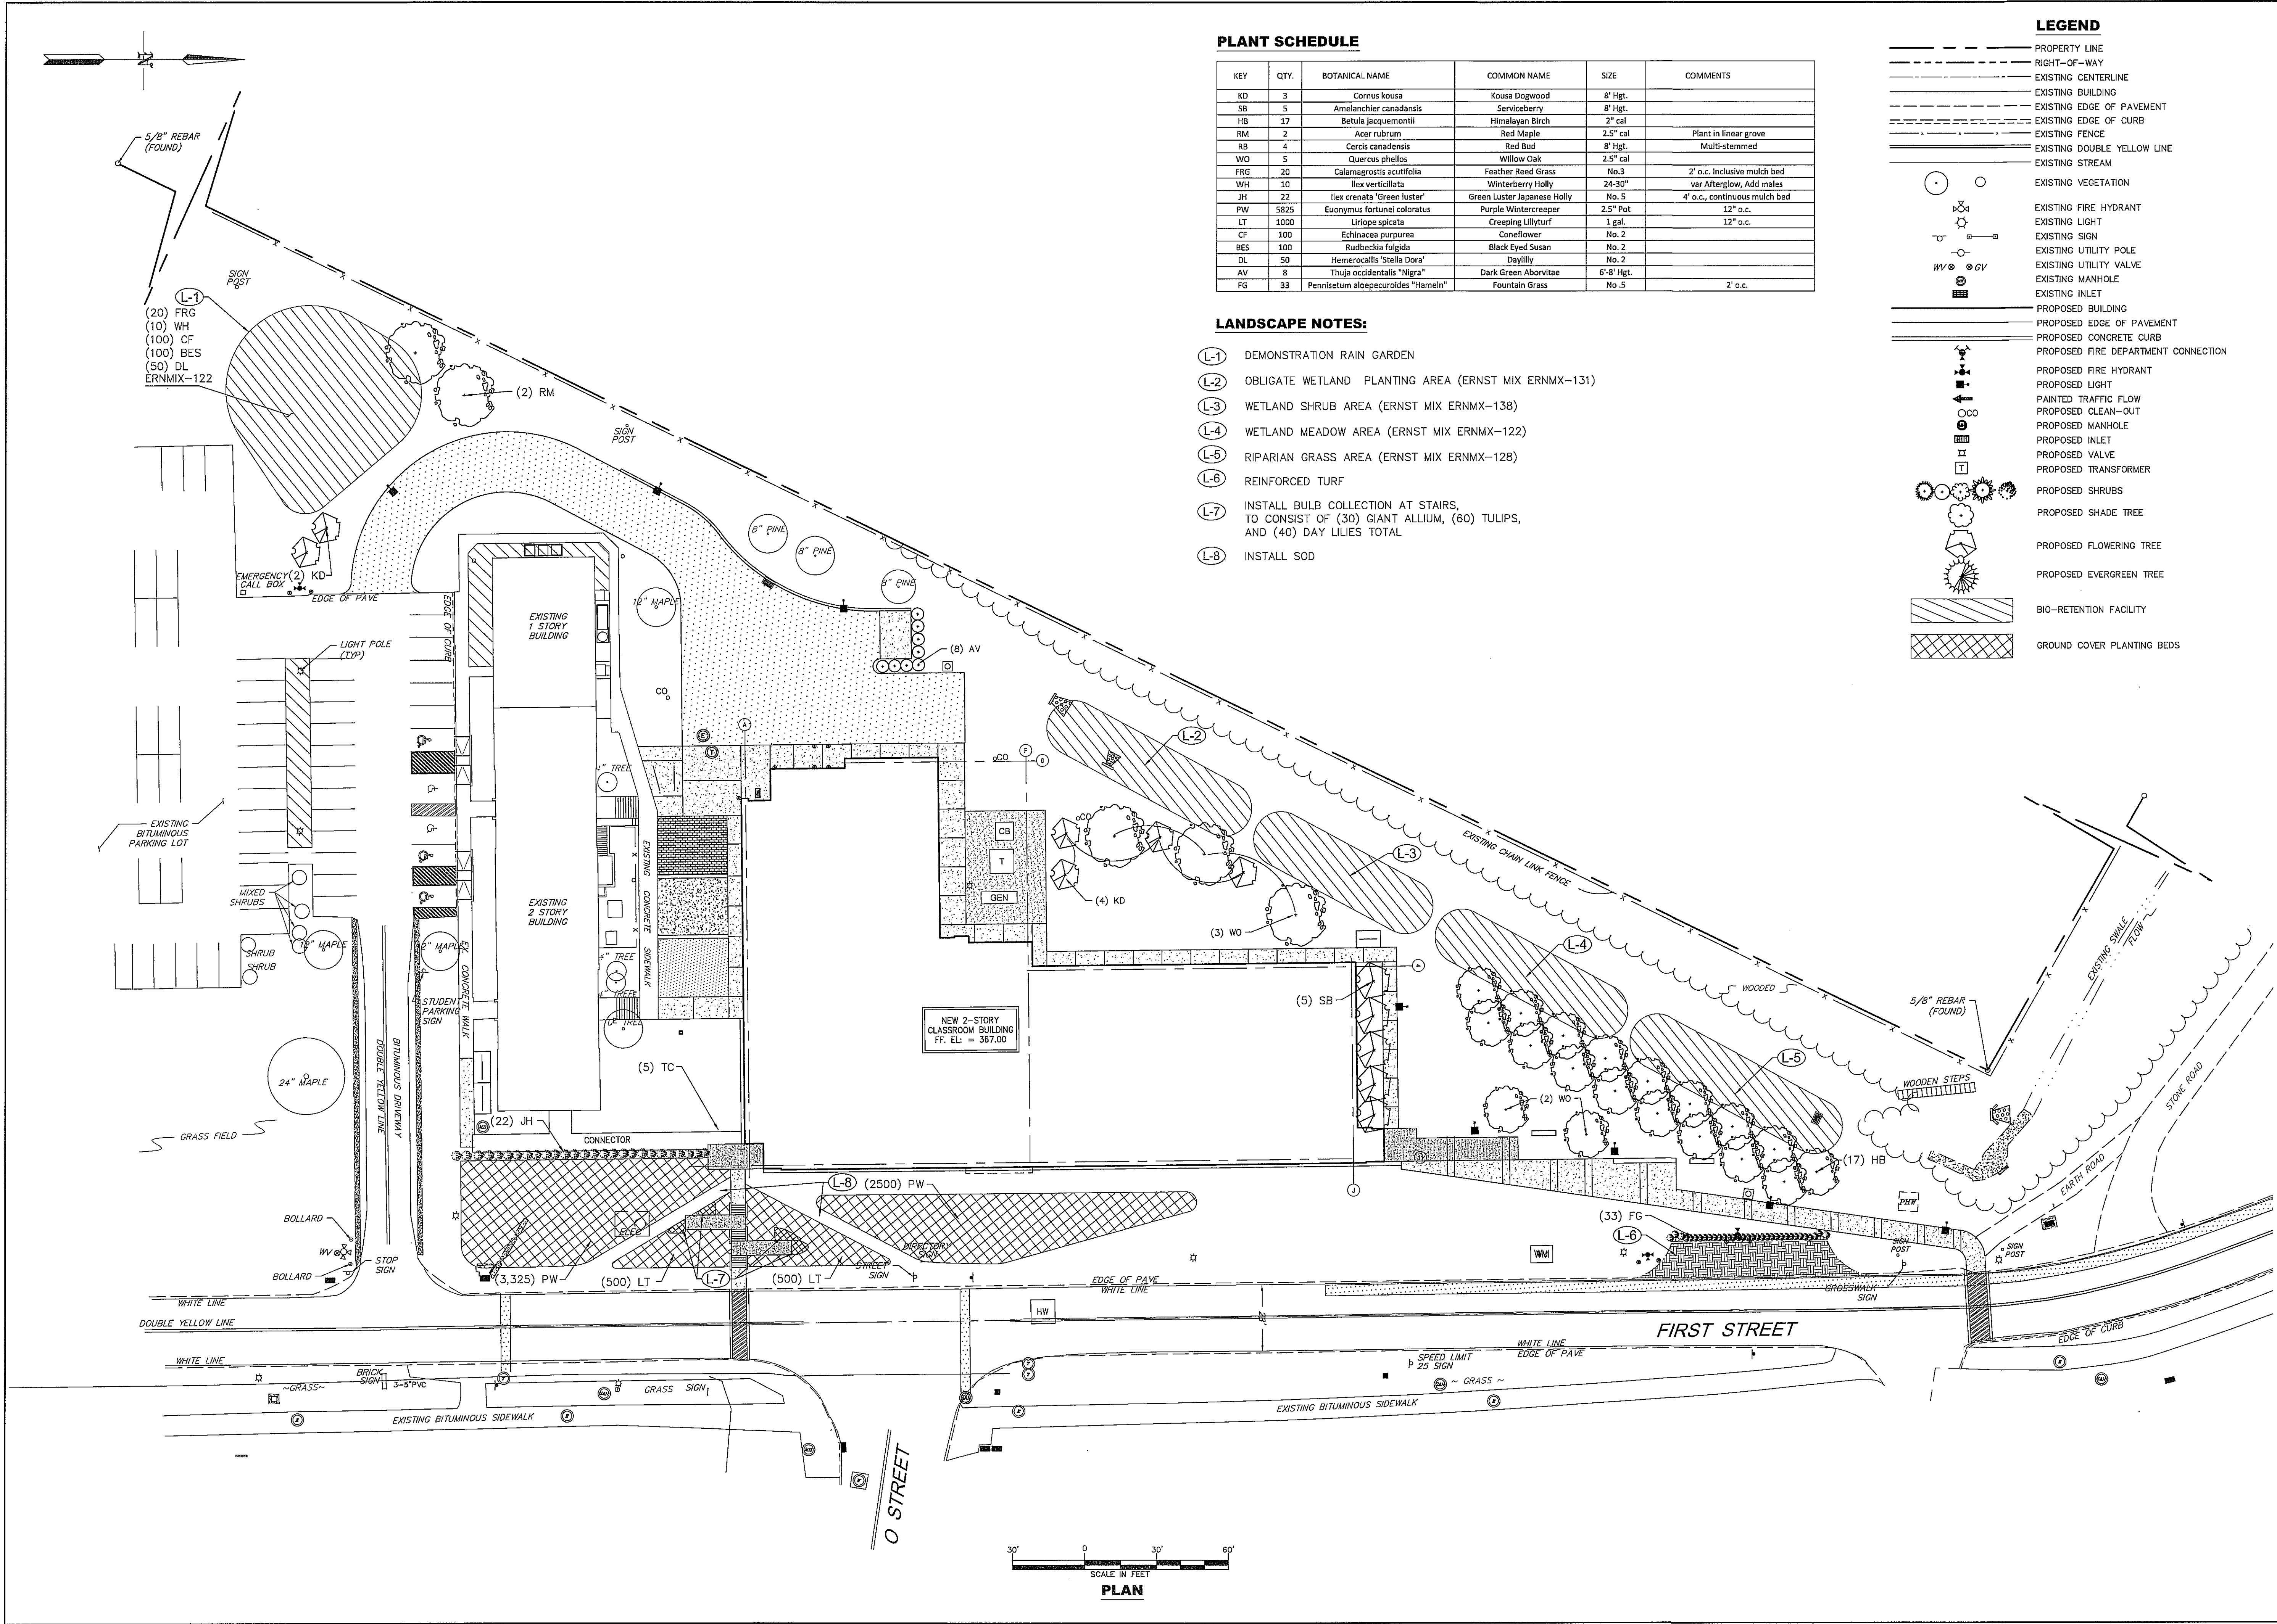 N
PLANT SCHEDULE
KEY QTY. BOTANICAL NAME COMMON NAME SIZE COMMENTS
KD 3 Cornus kousa Kousa Dogwood 8' Hgt.
SB 5 Amelanchier canadansis Serviceberry 8' Hgt.
HB 17 Betula jacquemontii Himalayan Birch 2" cal
RM 2 Acer rubrum Red Maple 2.5" cal Plant in linear grove
RB 4 Cercis canadensis Red Bud 8' Hgt. Multi-stemmed
WO 5 Quercus phellos Willow Oak 2.5" cal
FRG 20 Calamagrostis acutifolia Feather Reed Grass No.3 2' o.c. Inclusive mulch bed
WH 10 Ilex verticillata Winterberry Holly 24-30" var Afterglow, Add males
JH 22 Ilex crenata 'Green luster' Green Luster Japanese Holly No. 5 4' o.c., continuous mulch bed
PW 5825 Euonymus fortunei coloratus Purple Wintercreeper 2.5" Pot 12" o.c.
LT 1000 Liriope spicata Creeping Lillyturf 1 gal. 12" o.c.
CF 100 Echinacea purpurea Coneflower No. 2
BES 100 Rudbeckia fulgida Black Eyed Susan No. 2
DL 50 Hemerocallis 'Stella Dora' Daylilly No. 2
AV 8 Thuja occidentalis "Nigra" Dark Green Aborvitae 6'-8' Hgt.
FG 33 Pennisetum aloepecuroides "Hameln" Fountain Grass No .5 2' o.c.
LANDSCAPE NOTES:
L-1 DEMONSTRATION RAIN GARDEN
L-2 OBLIGATE WETLAND PLANTING AREA (ERNST MIX ERNMX-131)
L-3 WETLAND SHRUB AREA (ERNST MIX ERNMX-138)
L-4 WETLAND MEADOW AREA (ERNST MIX ERNMX-122)
L-5 RIPARIAN GRASS AREA (ERNST MIX ERNMX-128)
L-6 REINFORCED TURF
L-7 INSTALL BULB COLLECTION AT STAIRS,
TO CONSIST OF (30) GIANT ALLIUM, (60) TULIPS,
AND (40) DAY LILIES TOTAL
L-8 INSTALL SOD
LEGEND
PROPERTY LINE
RIGHT-OF-WAY
EXISTING CENTERLINE
EXISTING BUILDING
EXISTING EDGE OF PAVEMENT
EXISTING EDGE OF CURB
EXISTING FENCE
EXISTING DOUBLE YELLOW LINE
EXISTING STREAM
EXISTING VEGETATION
EXISTING FIRE HYDRANT
EXISTING LIGHT
EXISTING SIGN
EXISTING UTILITY POLE
WV GV EXISTING UTILITY VALVE
EXISTING MANHOLE
EXISTING INLET
PROPOSED BUILDING
PROPOSED EDGE OF PAVEMENT
PROPOSED CONCRETE CURB
PROPOSED FIRE DEPARTMENT CONNECTION
PROPOSED FIRE HYDRANT
PROPOSED LIGHT
PAINTED TRAFFIC FLOW
CO PROPOSED CLEAN-OUT
PROPOSED MANHOLE
PROPOSED INLET
PROPOSED VALVE
T PROPOSED TRANSFORMER
PROPOSED SHRUBS
PROPOSED SHADE TREE
PROPOSED FLOWERING TREE
PROPOSED EVERGREEN TREE
BIO-RETENTION FACILITY
GROUND COVER PLANTING BEDS
5/8" REBAR
(FOUND)
SIGN
POST
L-1
(20) FRG
(10) WH
(100) CF
(100) BES
(50) DL
ERNMIX-122
(2) RM
SIGN
POST
8" PINE
8" PINE
8" PINE
EMERGENCY
CALL BOX
(2) KD
EDGE OF PAVE
EDGE OF CURB
12" MAPLE
EXISTING
1 STORY
BUILDING
LIGHT POLE
(TYP)
(8) AV
CO
A
E
T
F
G
CO
L-2
4" TREE
EXISTING
BITUMINOUS
PARKING LOT
CB
T
GEN
CO
L-3
EXISTING CHAIN LINK FENCE
EXISTING CONCRETE SIDEWALK
(4) KD
(3) WO
MIXED
SHRUBS
EXISTING
2 STORY
BUILDING
12" MAPLE
SHRUB
SHRUB
EX. CONCRETE WALK
4" TREE
L-4
WOODED
EXISTING SWALE
FLOW
STUDENT
PARKING
SIGN
(5) SB
NEW 2-STORY
CLASSROOM BUILDING
FF. EL: = 367.00
5/8" REBAR
(FOUND)
L-5
WOODEN STEPS
STONE ROAD
24" MAPLE
DOUBLE YELLOW LINE
BITUMINOUS DRIVEWAY
(5) TC
(2) WO
GRASS FIELD
(22) JH
CONNECTOR
(17) HB
EARTH ROAD
L-8
(2500) PW
J
PHW
BOLLARD
WV
BOLLARD
STOP
SIGN
ELEC
DIRECTORY
SIGN
(33) FG
L-6
WM
SIGN
POST
SIGN
POST
(3,325) PW
(500) LT
L-7
(500) LT
STREET
SIGN
EDGE OF PAVE
WHITE LINE
CROSSWALK
SIGN
WHITE LINE
HW
28'
DOUBLE YELLOW LINE
FIRST STREET
EDGE OF CURB
WHITE LINE
WHITE LINE
EDGE OF PAVE
SPEED LIMIT
25 SIGN
BRICK
SIGN
3-5"PVC
~GRASS~
GRASS
SIGN
~ GRASS ~
EXISTING BITUMINOUS SIDEWALK
EXISTING BITUMINOUS SIDEWALK
O STREET
30' 0 30' 60'
SCALE IN FEET
PLAN